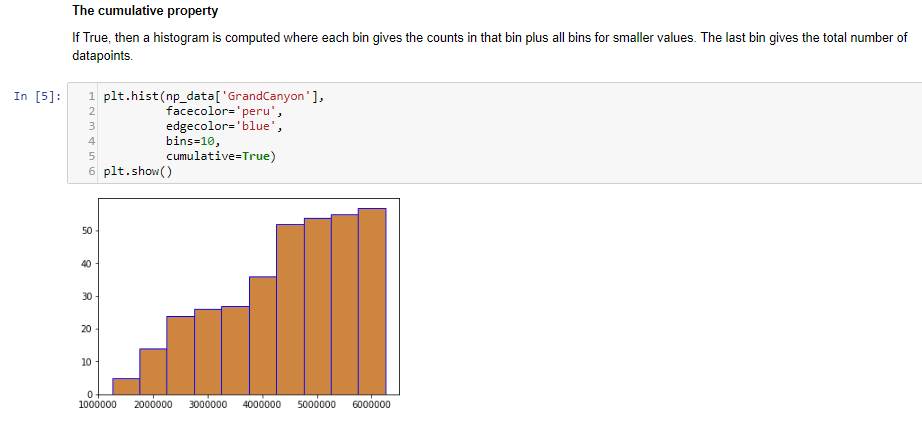 The cumulative property
If True, then a histogram is computed where each bin gives the counts in that bin plus all bins for smaller values. The last bin gives the total number of
datapoints.
In [5]: 1 plt.hist(np_data['GrandCanyon'],
2 facecolor='peru',
3 edgecolor='blue',
4 bins=10,
5 cumulative=True)
6 plt.show()
50
40
30
20
10
0
1000000 2000000 3000000 4000000 5000000 6000000